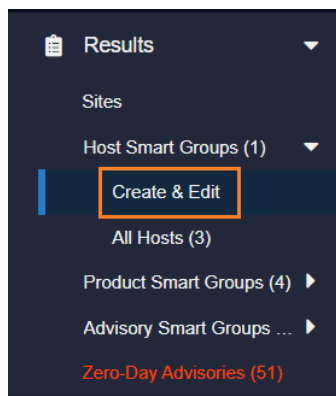 Results
Sites
Host Smart Groups (1)
Create & Edit
All Hosts (3)
Product Smart Groups (4)
Advisory Smart Groups ...
Zero-Day Advisories (51)